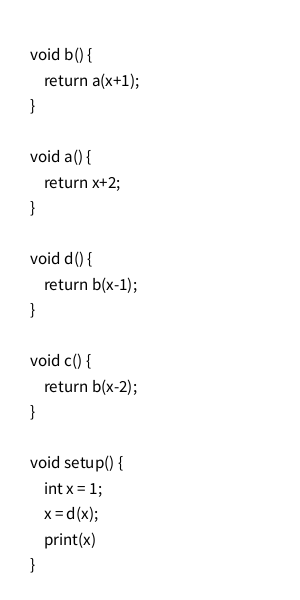 void b() {
    return a(x+1);
}

void a() {
    return x+2;
}

void d() {
    return b(x-1);
}

void c() {
    return b(x-2);
}

void setup() {
    int x = 1;
    x = d(x);
    print(x)
}